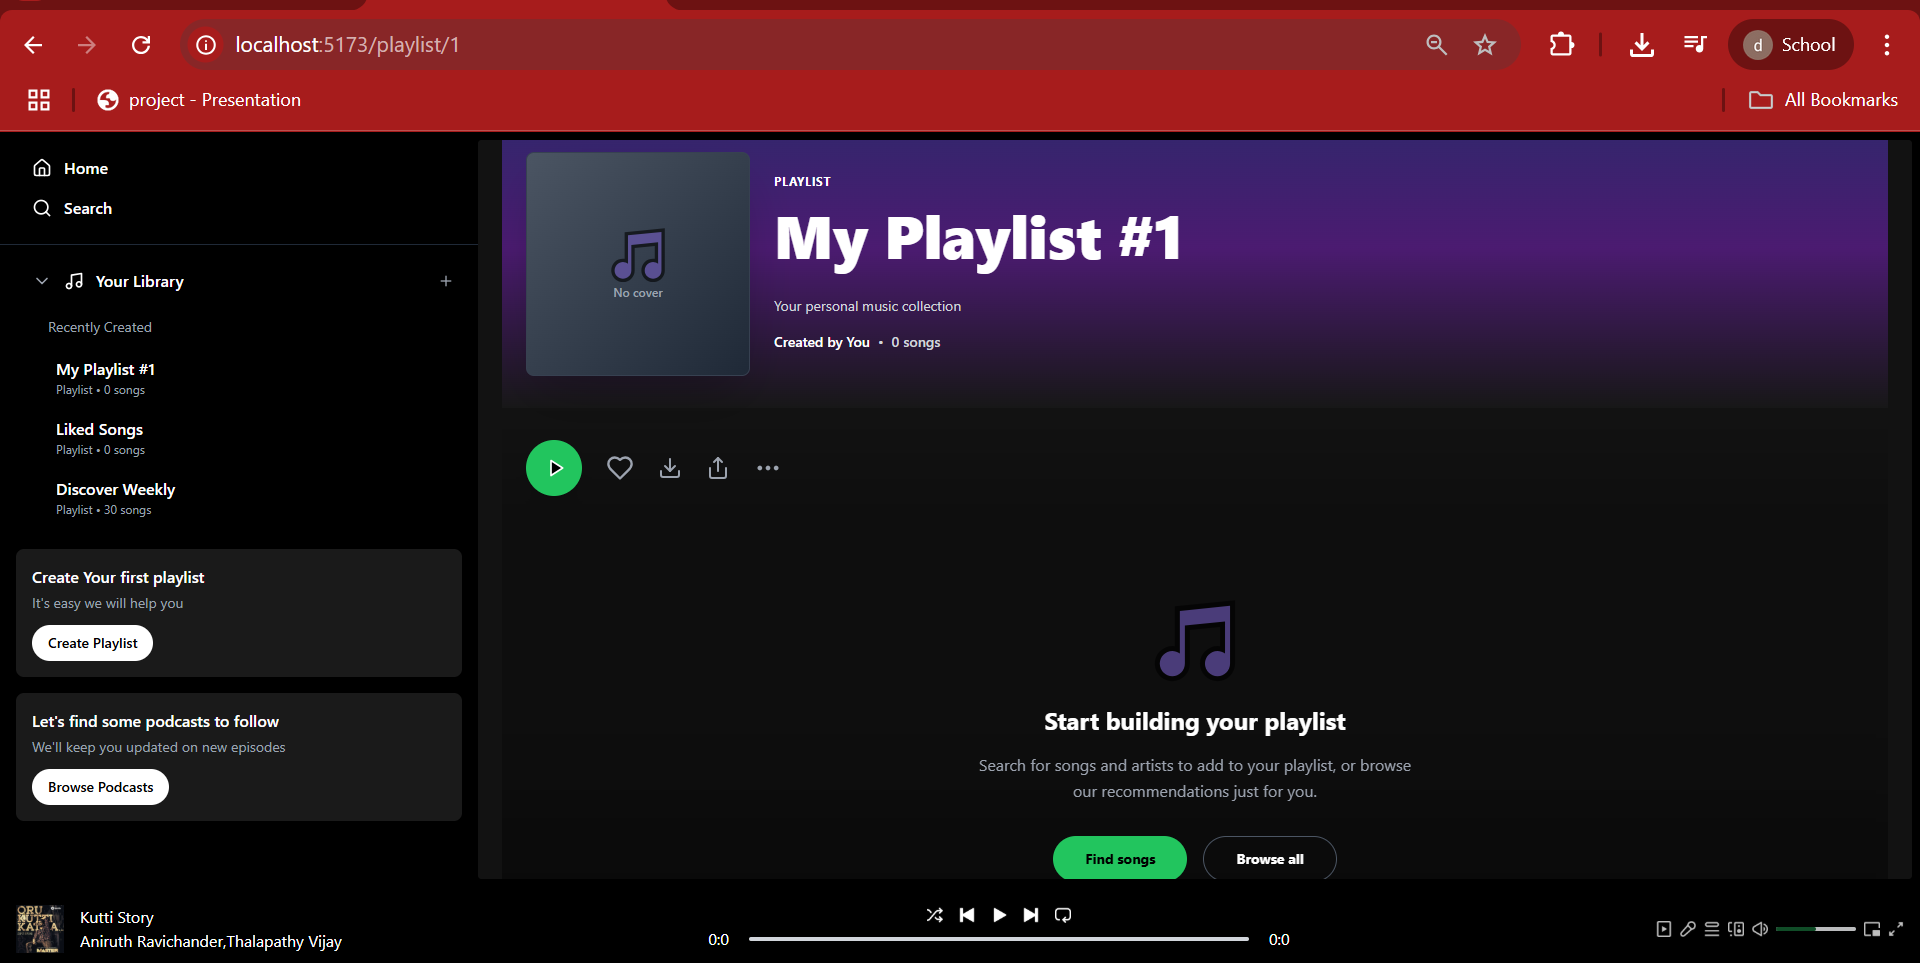 localhost:5173/playlist/1
d
School
project - Presentation
All Bookmarks
Home
Search
Your Library
Recently Created
My Playlist #1
Playlist • 0 songs
Liked Songs
Playlist • 0 songs
Discover Weekly
Playlist • 30 songs
Create Your first playlist
It's easy we will help you
Create Playlist
Let's find some podcasts to follow
We'll keep you updated on new episodes
Browse Podcasts
No cover
PLAYLIST
My Playlist #1
Your personal music collection
Created by You • 0 songs
Start building your playlist
Search for songs and artists to add to your playlist, or browse
our recommendations just for you.
Find songs
Browse all
ORU
KUTTI
Kutti Story
Aniruth Ravichander,Thalapathy Vijay
0:0
0:0